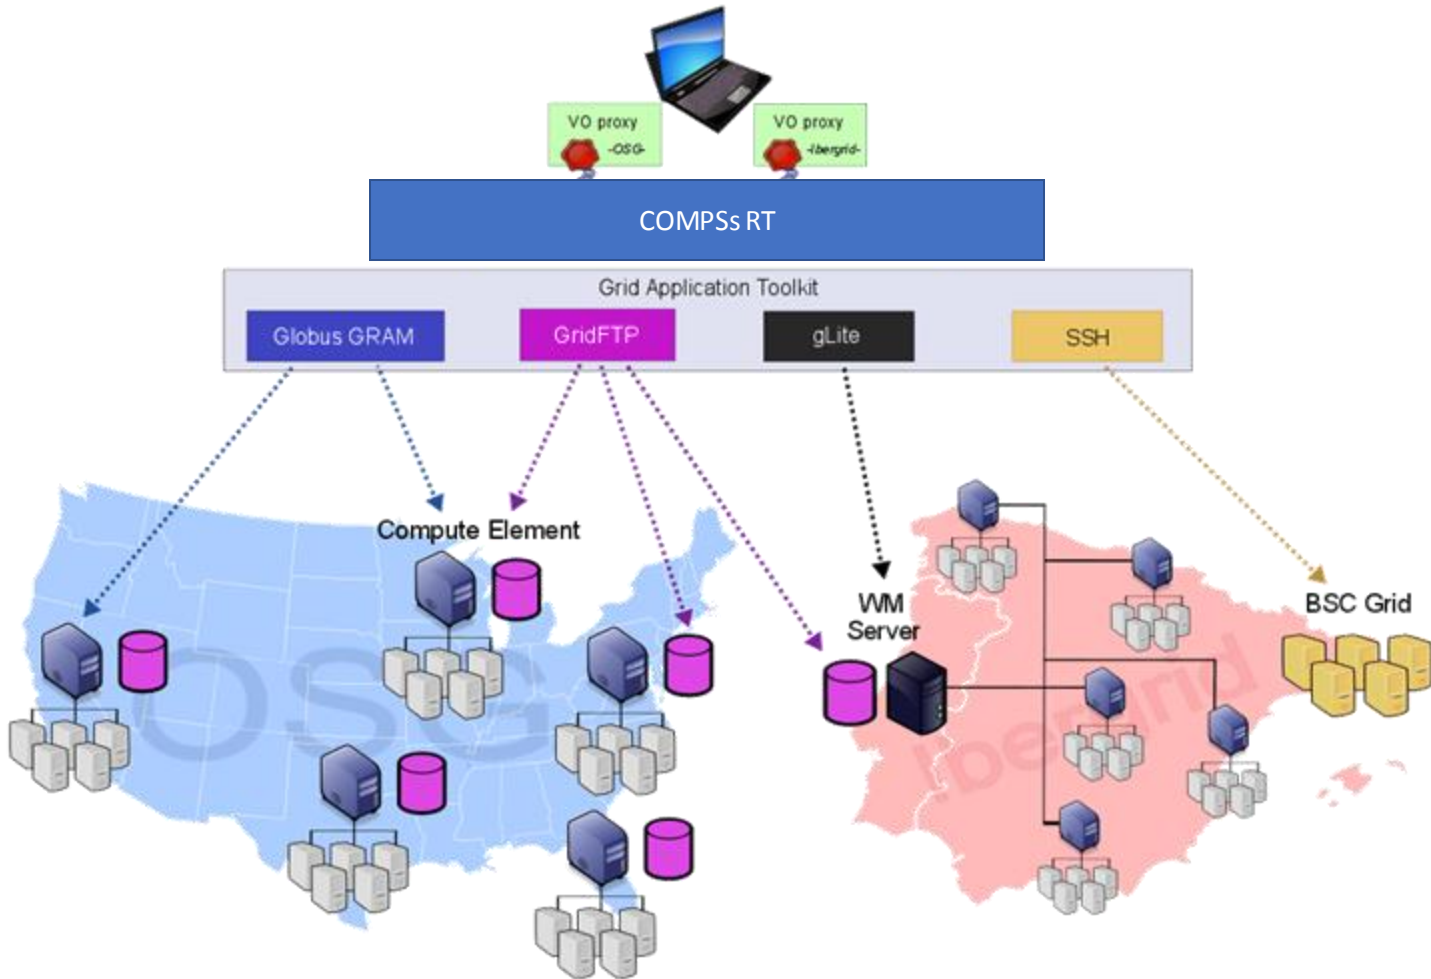 VO proxy
-OSG-
VO proxy
-Ibergrid-
COMPSs RT
Grid Application Toolkit
Globus GRAM
GridFTP
gLite
SSH
Compute Element
WM
Server
BSC Grid
OSG
Ibergrid